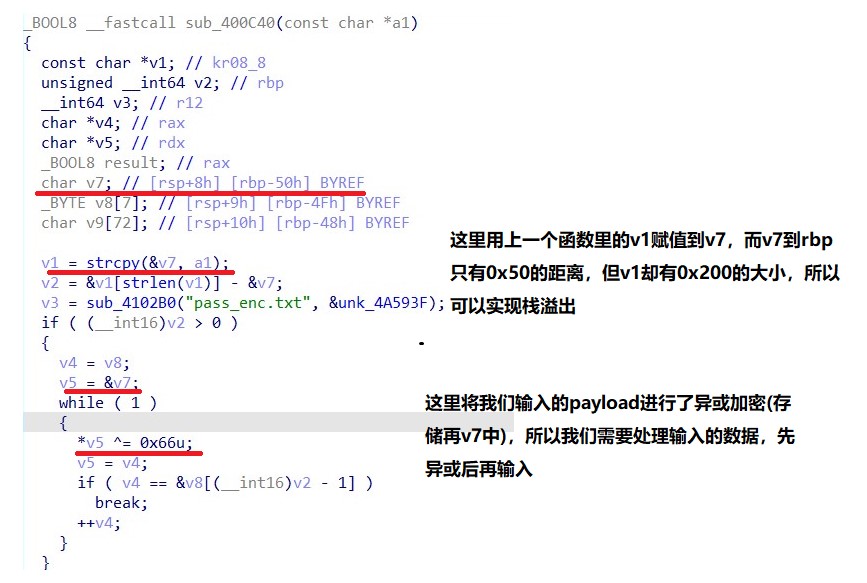 _BOOL8 __fastcall sub_400C40(const char *a1)
{
const char *v1; // kr08_8
unsigned __int64 v2; // rbp
__int64 v3; // r12
char *v4; // rax
char *v5; // rdx
_BOOL8 result; // rax
char v7; // [rsp+8h] [rbp-50h] BYREF
_BYTE v8[7]; // [rsp+9h] [rbp-4Fh] BYREF
char v9[72]; // [rsp+10h] [rbp-48h] BYREF
v1 = strcpy(&v7, a1);
v2 = &v1[strlen(v1)] - &v7;
v3 = sub_4102B0("pass_enc.txt", &unk_4A593F);
if ( (__int16)v2 > 0 )
{
v4 = v8;
v5 = &v7;
while ( 1 )
{
*v5 ^= 0x66u;
v5 = v4;
if ( v4 == &v8[(__int16)v2 - 1] )
break;
++v4;
}
}
这里用上一个函数里的v1赋值到v7，而v7到rbp
只有0x50的距离，但v1却有0x200的大小，所以
可以实现栈溢出
这里将我们输入的payload进行了异或加密(存
储再v7中)，所以我们需要处理输入的数据，先
异或后再输入